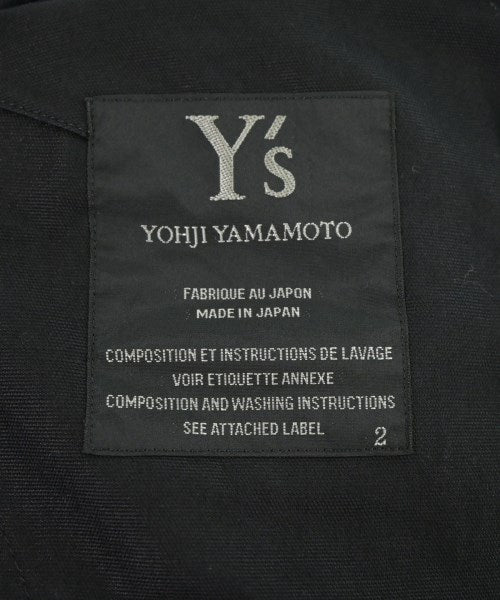 Y's
YOHJI YAMAMOTO
FABRIQUE AU JAPON
MADE IN JAPAN
COMPOSITION ET INSTRUCTIONS DE LAVAGE
VOIR ETIQUETTE ANNEXE
COMPOSITION AND WASHING INSTRUCTIONS
SEE ATTACHED LABEL
2